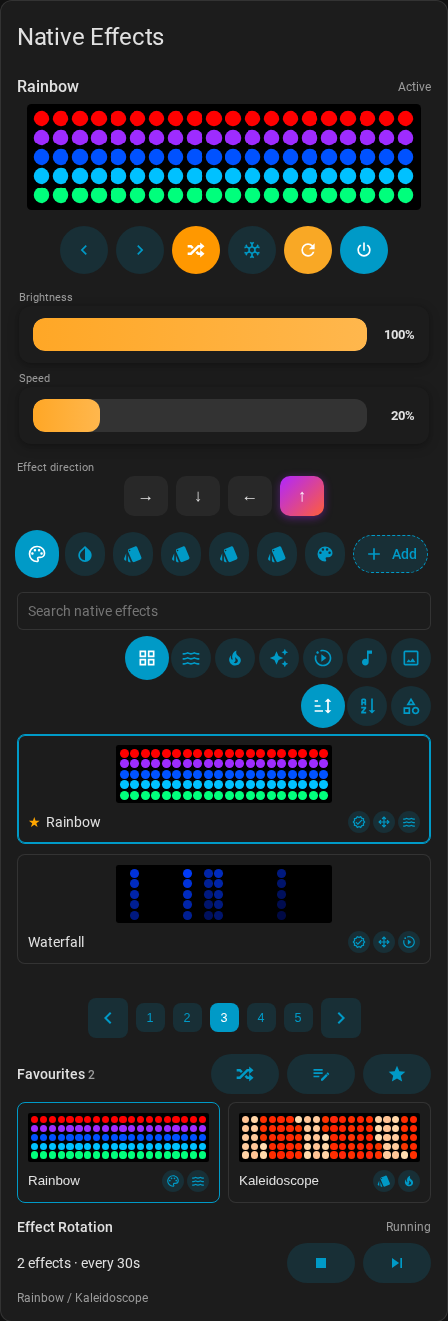 Native Effects
Rainbow Active
Brightness
100%
Speed
20%
Effect direction
→ ↓ ← ↑
+ Add
Search native effects
★ Rainbow
Waterfall
1 2 3 4 5
Favourites 2
Rainbow Kaleidoscope
Effect Rotation Running
2 effects · every 30s
Rainbow / Kaleidoscope